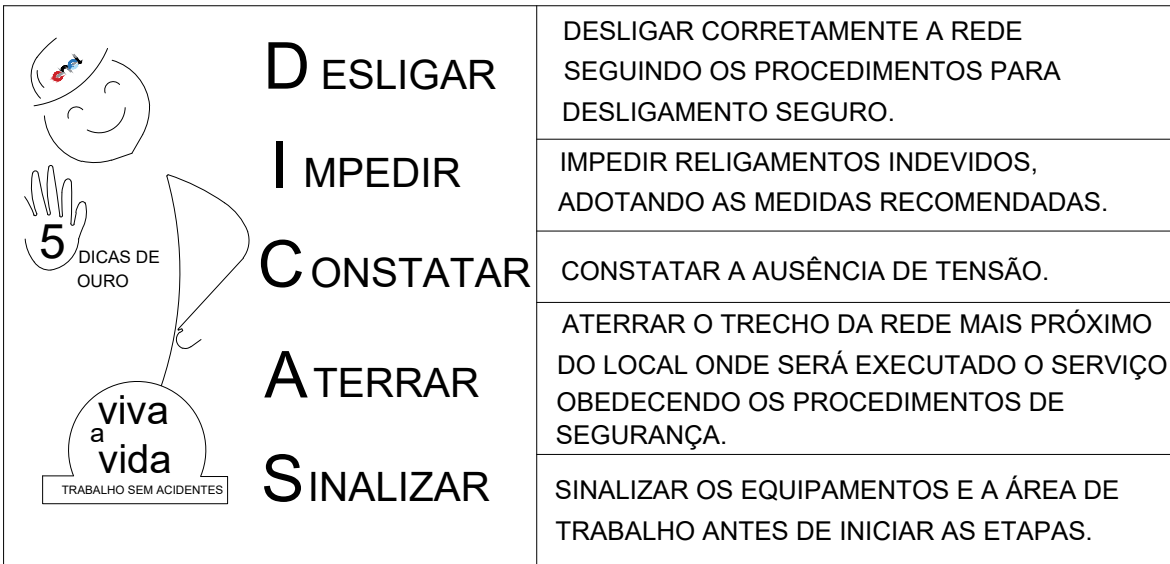 enel
5
DICAS DE
OURO
viva
a
vida
TRABALHO SEM ACIDENTES
DESLIGAR
DESLIGAR CORRETAMENTE A REDE
SEGUINDO OS PROCEDIMENTOS PARA
DESLIGAMENTO SEGURO.
IMPEDIR
IMPEDIR RELIGAMENTOS INDEVIDOS,
ADOTANDO AS MEDIDAS RECOMENDADAS.
CONSTATAR
CONSTATAR A AUSÊNCIA DE TENSÃO.
ATERRAR
ATERRAR O TRECHO DA REDE MAIS PRÓXIMO
DO LOCAL ONDE SERÁ EXECUTADO O SERVIÇO
OBEDECENDO OS PROCEDIMENTOS DE
SEGURANÇA.
SINALIZAR
SINALIZAR OS EQUIPAMENTOS E A ÁREA DE
TRABALHO ANTES DE INICIAR AS ETAPAS.